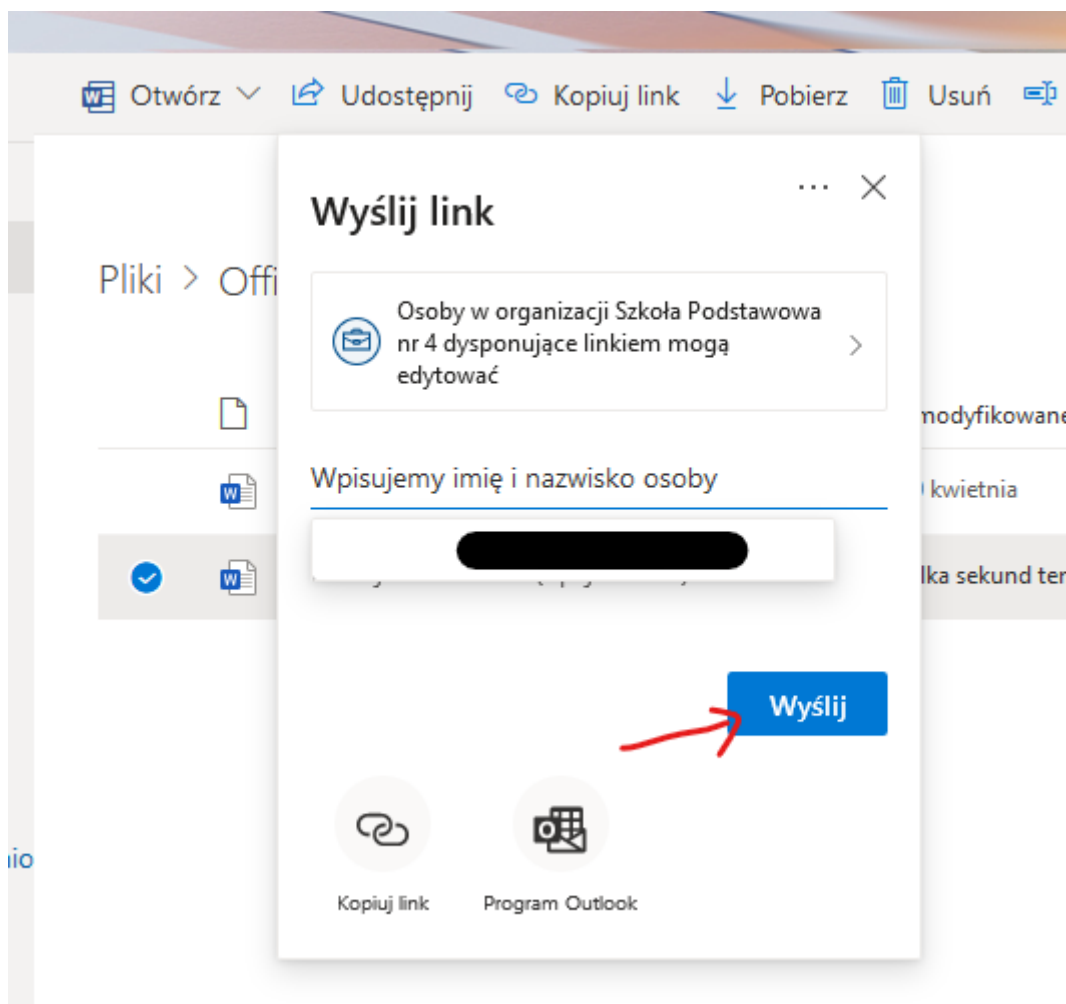 Otwórz Udostępnij Kopiuj link Pobierz Usuń
Wyślij link
Pliki > Offi
Osoby w organizacji Szkoła Podstawowa
nr 4 dysponujące linkiem mogą
edytować
modyfikowane
Wpisujemy imię i nazwisko osoby
kwietnia
lka sekund ter
Wyślij
nio
Kopiuj link Program Outlook